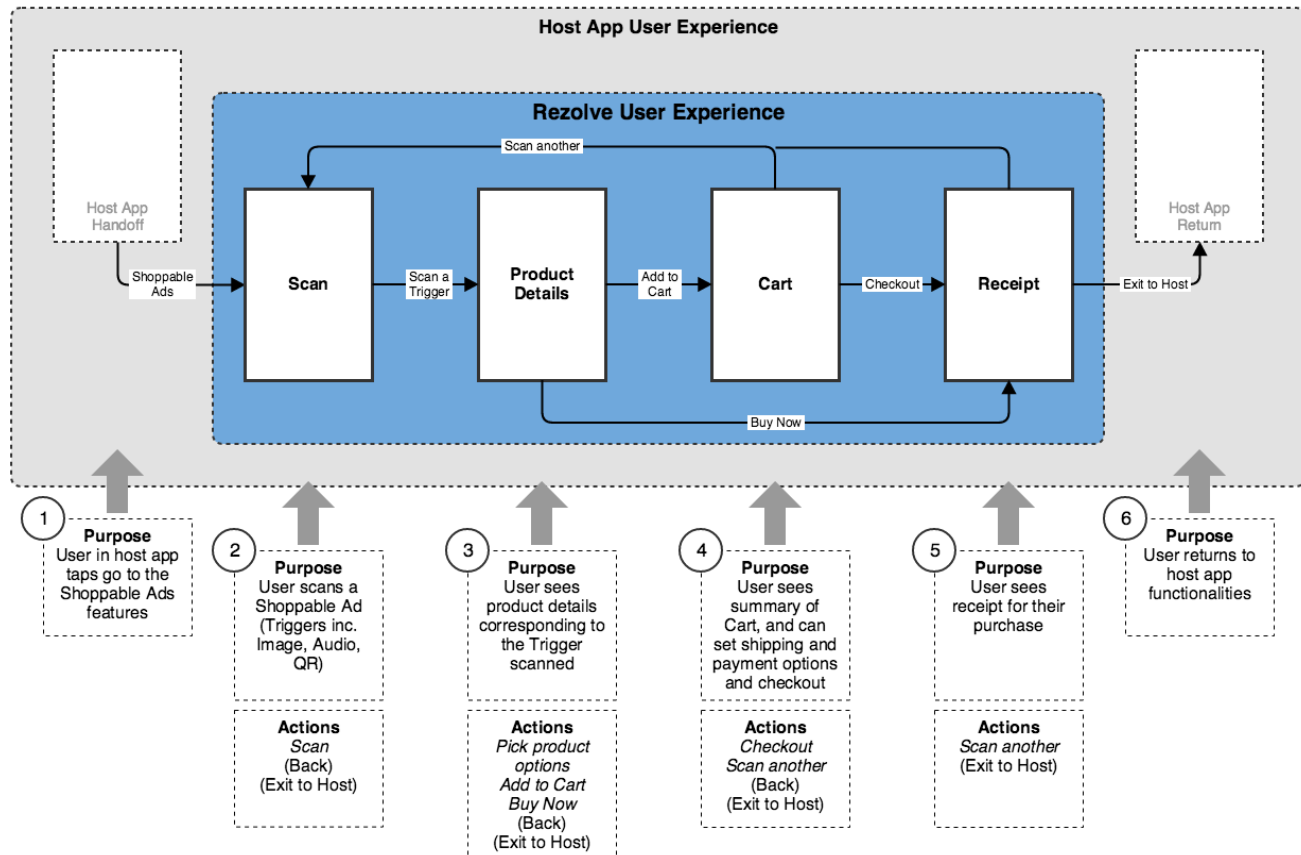 Host App User Experience
Host App
Handoff
Host App
Return
Rezolve User Experience
Scan another
Shoppable
Ads
Scan
Scan a
Trigger
Product
Details
Add to
Cart
Cart
Checkout
Receipt
Exit to Host
Buy Now
1
Purpose
User in host app
taps go to the
Shoppable Ads
features
2
Purpose
User scans a
Shoppable Ad
(Triggers inc.
Image, Audio,
QR)
Actions
Scan
(Back)
(Exit to Host)
3
Purpose
User sees
product details
corresponding to
the Trigger
scanned
Actions
Pick product
options
Add to Cart
Buy Now
(Back)
(Exit to Host)
4
Purpose
User sees
summary of
Cart, and can
set shipping and
payment options
and checkout
Actions
Checkout
Scan another
(Back)
(Exit to Host)
5
Purpose
User sees
receipt for their
purchase
Actions
Scan another
(Exit to Host)
6
Purpose
User returns to
host app
functionalities